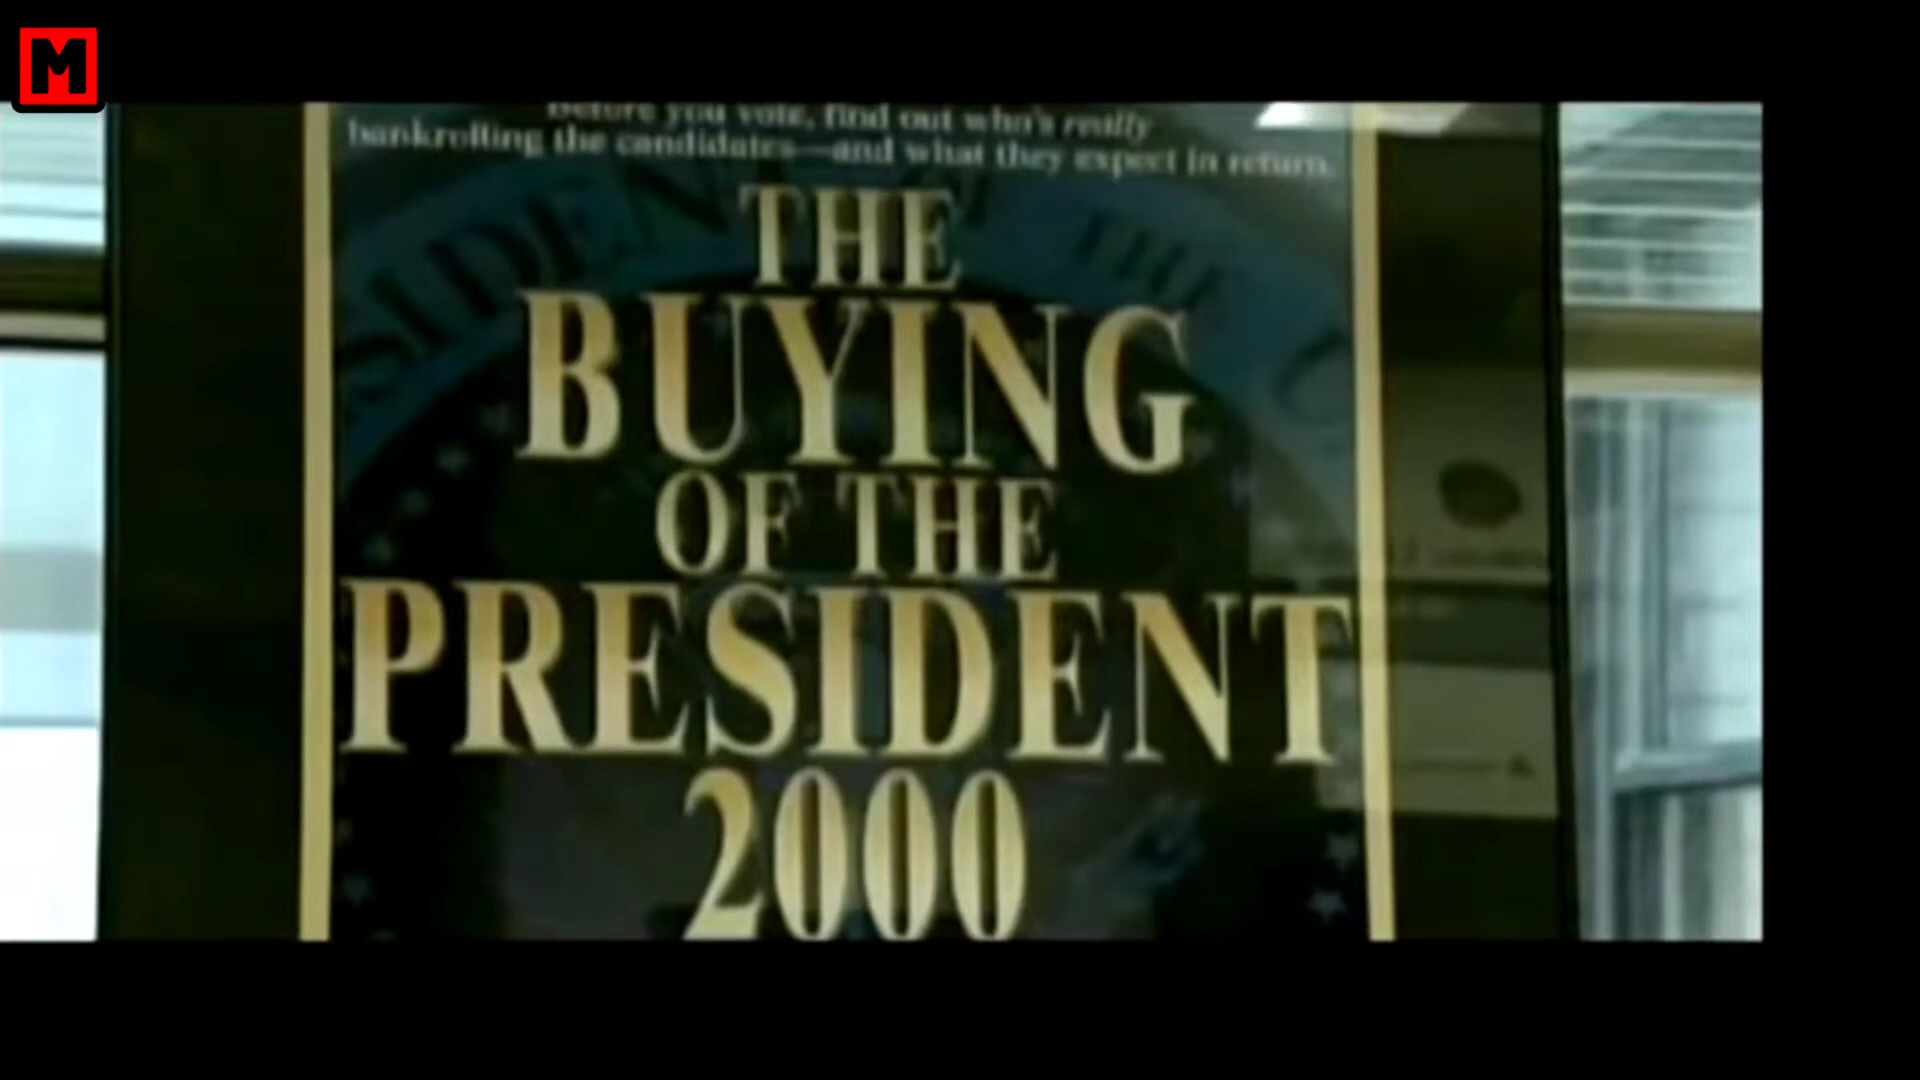 M
Before you vote, find out who's really
bankrolling the candidates—and what they expect in return.
THE
BUYING
OF THE
PRESIDENT
2000